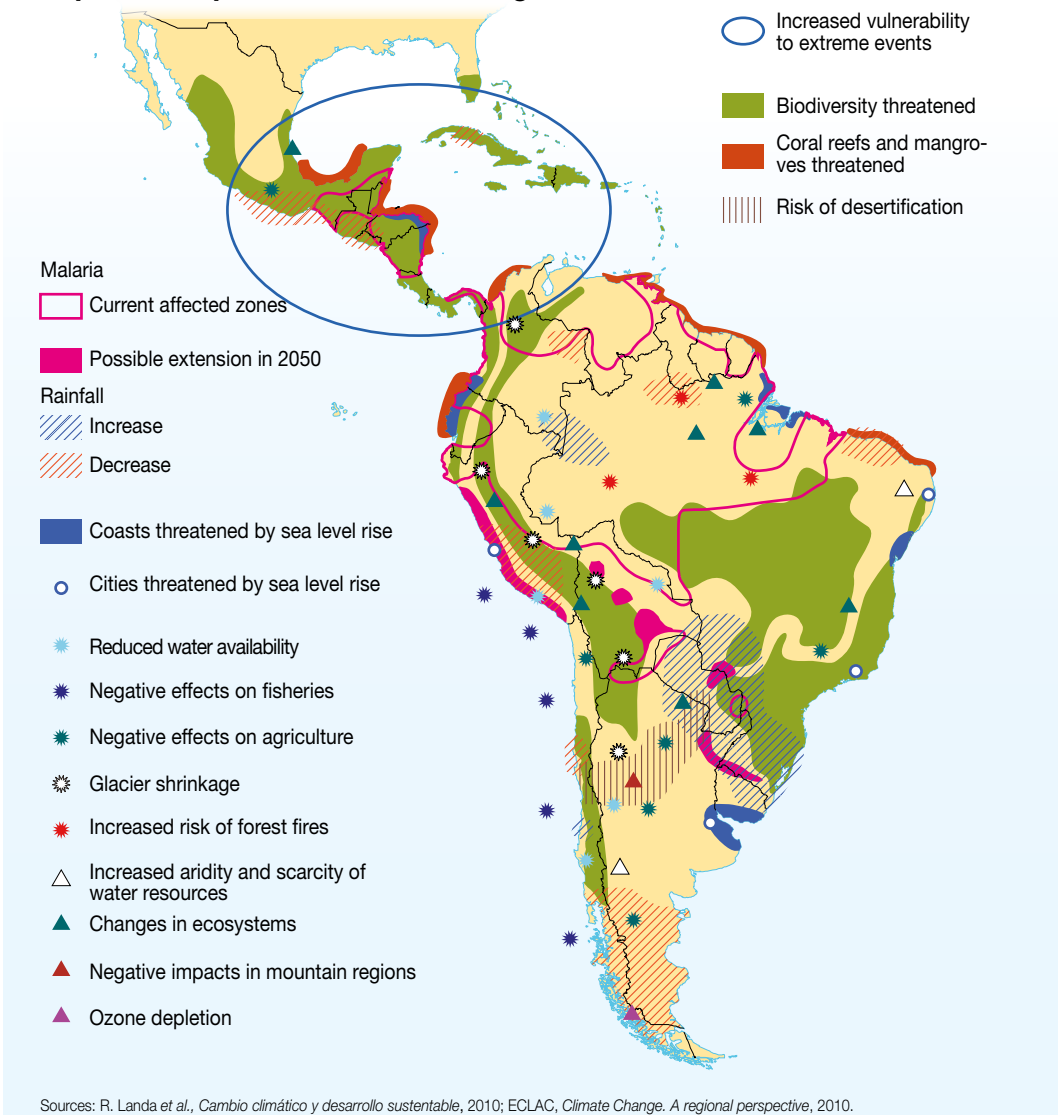 Increased vulnerability
to extreme events
Biodiversity threatened
Coral reefs and mangro-
ves threatened
Risk of desertification
Malaria
Current affected zones
Possible extension in 2050
Rainfall
Increase
Decrease
Coasts threatened by sea level rise
Cities threatened by sea level rise
Reduced water availability
Negative effects on fisheries
Negative effects on agriculture
Glacier shrinkage
Increased risk of forest fires
Increased aridity and scarcity of
water resources
Changes in ecosystems
Negative impacts in mountain regions
Ozone depletion
Sources: R. Landa et al., Cambio climático y desarrollo sustentable, 2010; ECLAC, Climate Change. A regional perspective, 2010.